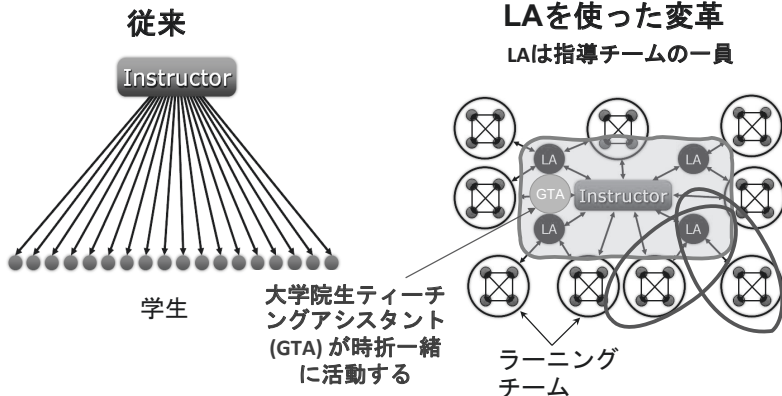 従来
Instructor
学生
LAを使った変革
LAは指導チームの一員
LA
LA
GTA
Instructor
LA
LA
大学院生ティーチ
ングアシスタント
(GTA) が時折一緒
に活動する
ラーニング
チーム